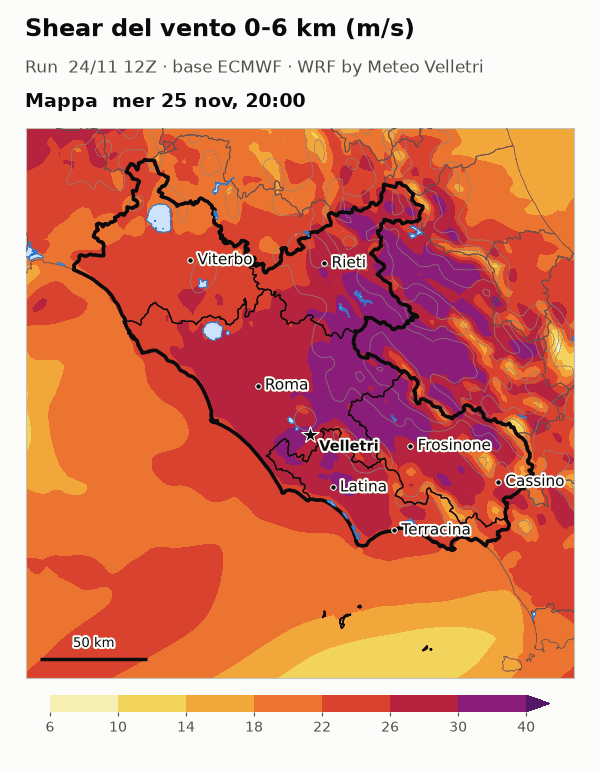 Shear del vento 0-6 km (m/s)
Run  24/11 12Z · base ECMWF · WRF by Meteo Velletri
Mappa  mer 25 nov, 20:00
Viterbo
Rieti
Roma
Velletri
Frosinone
Cassino
Latina
Terracina
50 km
6 10 14 18 22 26 30 40